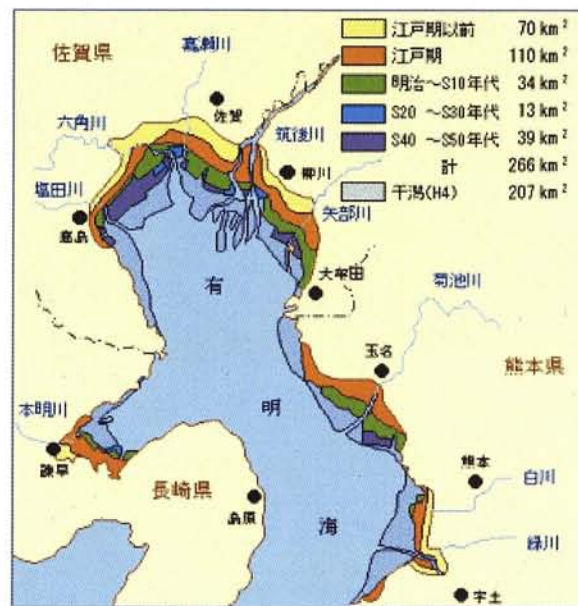 江戸期以前 70 km²
江戸期 110 km²
明治～S10年代 34 km²
S20 ～S30年代 13 km²
S40 ～S50年代 39 km²
計 266 km²
干潟(H4) 207 km²
佐賀県
嘉瀬川
佐賀
六角川
筑後川
柳川
塩田川
鹿島
矢部川
大牟田
菊池川
有
玉名
熊本県
本明川
明
諫早
長崎県
島原
熊本
白川
海
緑川
宇土